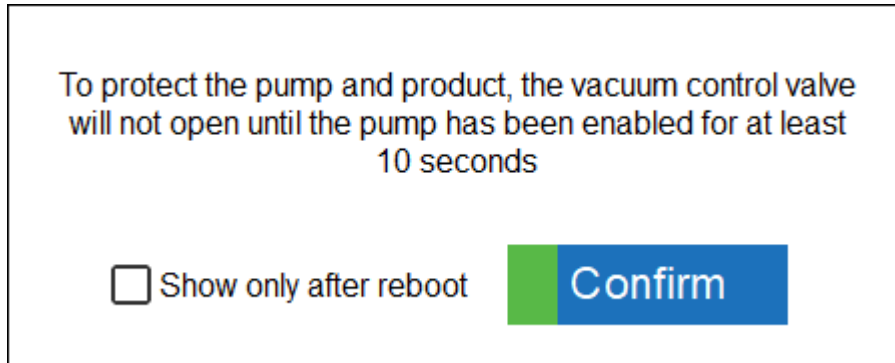 To protect the pump and product, the vacuum control valve
will not open until the pump has been enabled for at least
10 seconds
Show only after reboot
Confirm